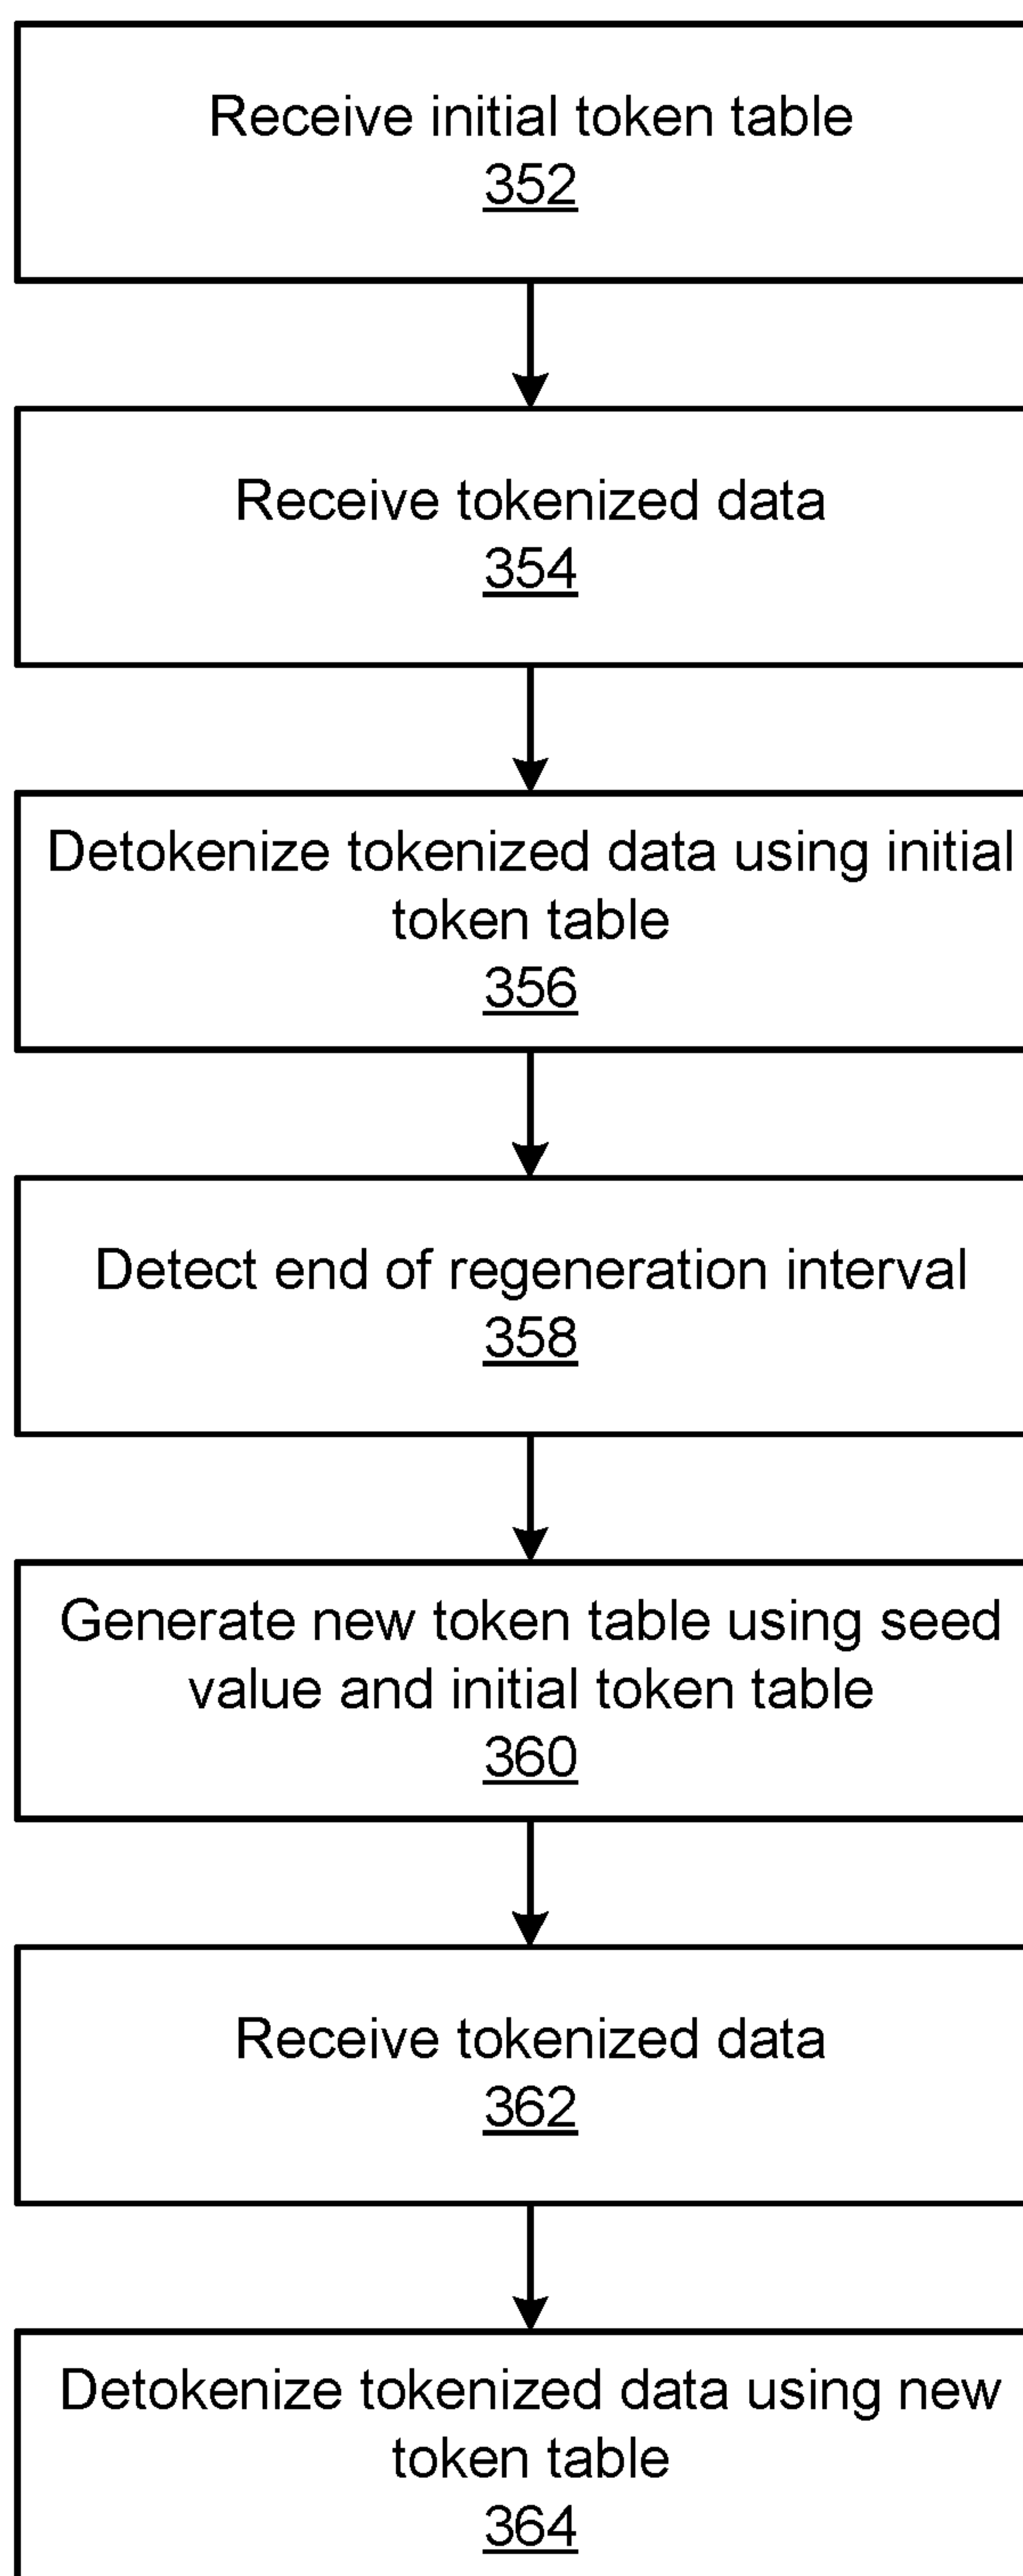 Receive initial token table
352
Receive tokenized data
354
Detokenize tokenized data using initial
token table
356
Detect end of regeneration interval
358
Generate new token table using seed
value and initial token table
360
Receive tokenized data
362
Detokenize tokenized data using new
token table
364